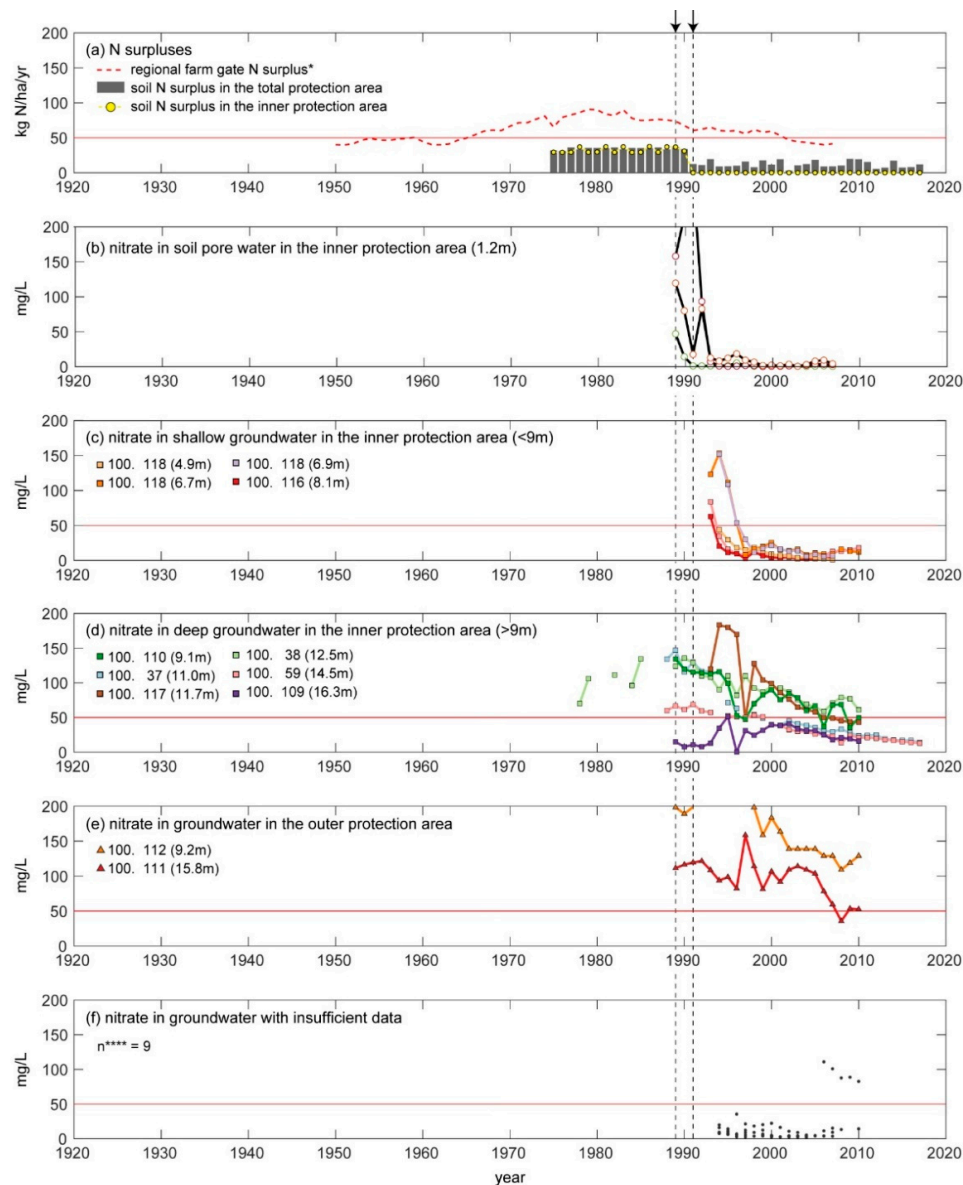 200
150
100
50
0
kg N/ha/yr
(a) N surpluses
regional farm gate N surplus*
soil N surplus in the total protection area
soil N surplus in the inner protection area
1920 1930 1940 1950 1960 1970 1980 1990 2000 2010 2020
200
150
100
50
0
mg/L
(b) nitrate in soil pore water in the inner protection area (1.2m)
1920 1930 1940 1950 1960 1970 1980 1990 2000 2010 2020
200
150
100
50
0
mg/L
(c) nitrate in shallow groundwater in the inner protection area (<9m)
100. 118 (4.9m) 100. 118 (6.9m)
100. 118 (6.7m) 100. 116 (8.1m)
1920 1930 1940 1950 1960 1970 1980 1990 2000 2010 2020
200
150
100
50
0
mg/L
(d) nitrate in deep groundwater in the inner protection area (>9m)
100. 110 (9.1m) 100. 38 (12.5m)
100. 37 (11.0m) 100. 59 (14.5m)
100. 117 (11.7m) 100. 109 (16.3m)
1920 1930 1940 1950 1960 1970 1980 1990 2000 2010 2020
200
150
100
50
0
mg/L
(e) nitrate in groundwater in the outer protection area
100. 112 (9.2m)
100. 111 (15.8m)
1920 1930 1940 1950 1960 1970 1980 1990 2000 2010 2020
200
150
100
50
0
mg/L
(f) nitrate in groundwater with insufficient data
n**** = 9
1920 1930 1940 1950 1960 1970 1980 1990 2000 2010 2020
year